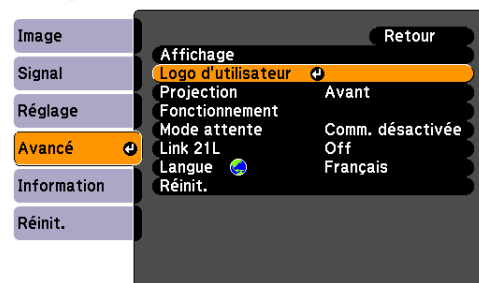 Image
Signal
Réglage
Avancé
Information
Réinit.
Retour
Affichage
Logo d'utilisateur
Projection Avant
Fonctionnement
Mode attente Comm. désactivée
Link 21L Off
Langue Français
Réinit.